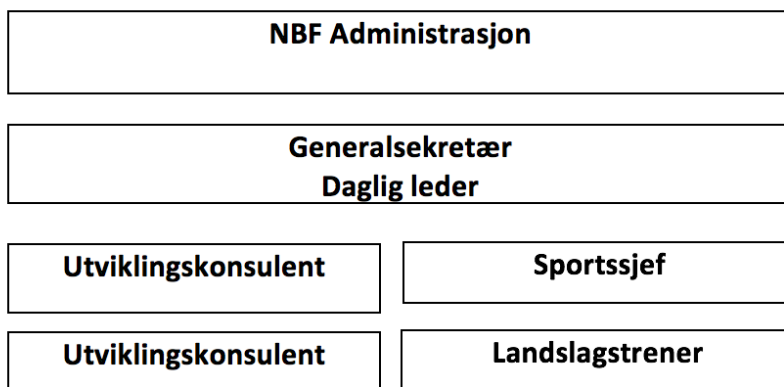 NBF Administrasjon
Generalsekretær
Daglig leder
Utviklingskonsulent
Sportssjef
Utviklingskonsulent
Landslagstrener